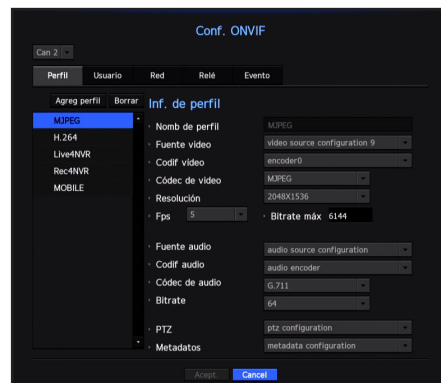 Conf. ONVIF
Can 2
Perfil Usuario Red Relé Evento
Agreg perfil Borrar
MJPEG
H.264
Live4NVR
Rec4NVR
MOBILE
Inf. de perfil
Nomb de perfil MJPEG
Fuente video video source configuration 9
Codif vídeo encoder0
Códec de video MJPEG
Resolución 2048X1536
Fps 5 Bitrate máx 6144
Fuente audio audio source configuration
Codif audio audio encoder
Códec de audio G.711
Bitrate 64
PTZ ptz configuration
Metadatos metadata configuration
Acept. Cancel